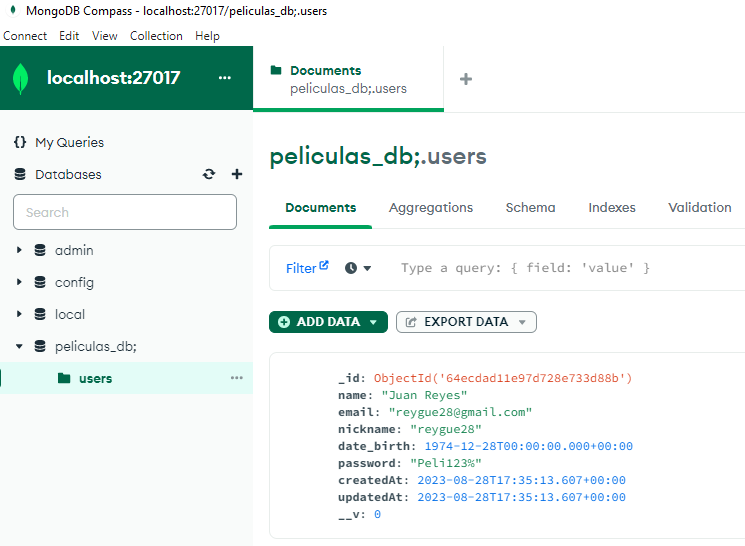 MongoDB Compass - localhost:27017/peliculas_db;.users
Connect Edit View Collection Help
localhost:27017
...
Documents
peliculas_db;.users
+
{} My Queries
Databases
Search
admin
config
local
peliculas_db;
users
...
peliculas_db;.users
Documents Aggregations Schema Indexes Validation
Filter Type a query: { field: 'value' }
ADD DATA EXPORT DATA
_id: ObjectId('64ecdad11e97d728e733d88b')
name: "Juan Reyes"
email: "reygue28@gmail.com"
nickname: "reygue28"
date_birth: 1974-12-28T00:00:00.000+00:00
password: "Peli123%"
createdAt: 2023-08-28T17:35:13.607+00:00
updatedAt: 2023-08-28T17:35:13.607+00:00
__v: 0